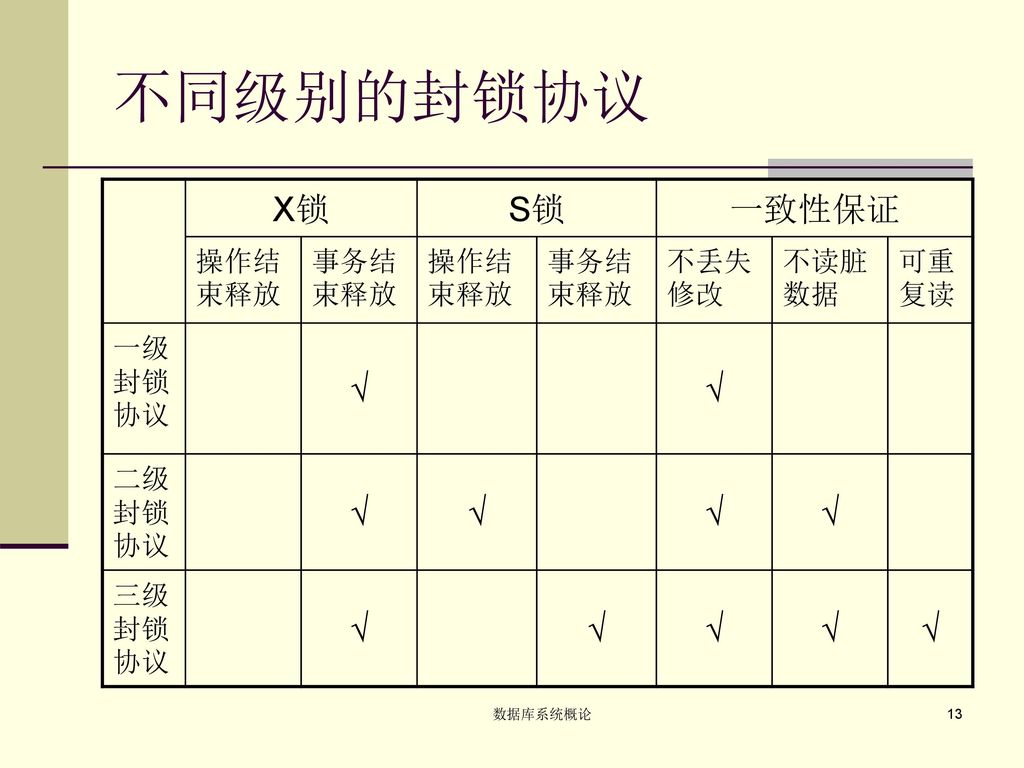 不同级别的封锁协议
X锁 S锁 一致性保证
操作结 事务结 操作结 事务结 不丢失 不读脏 可重
束释放 束释放 束释放 束释放 修改 数据 复读
一级
封锁
协议 √ √
二级
封锁
协议 √ √ √ √
三级
封锁
协议 √ √ √ √ √
数据库系统概论 13